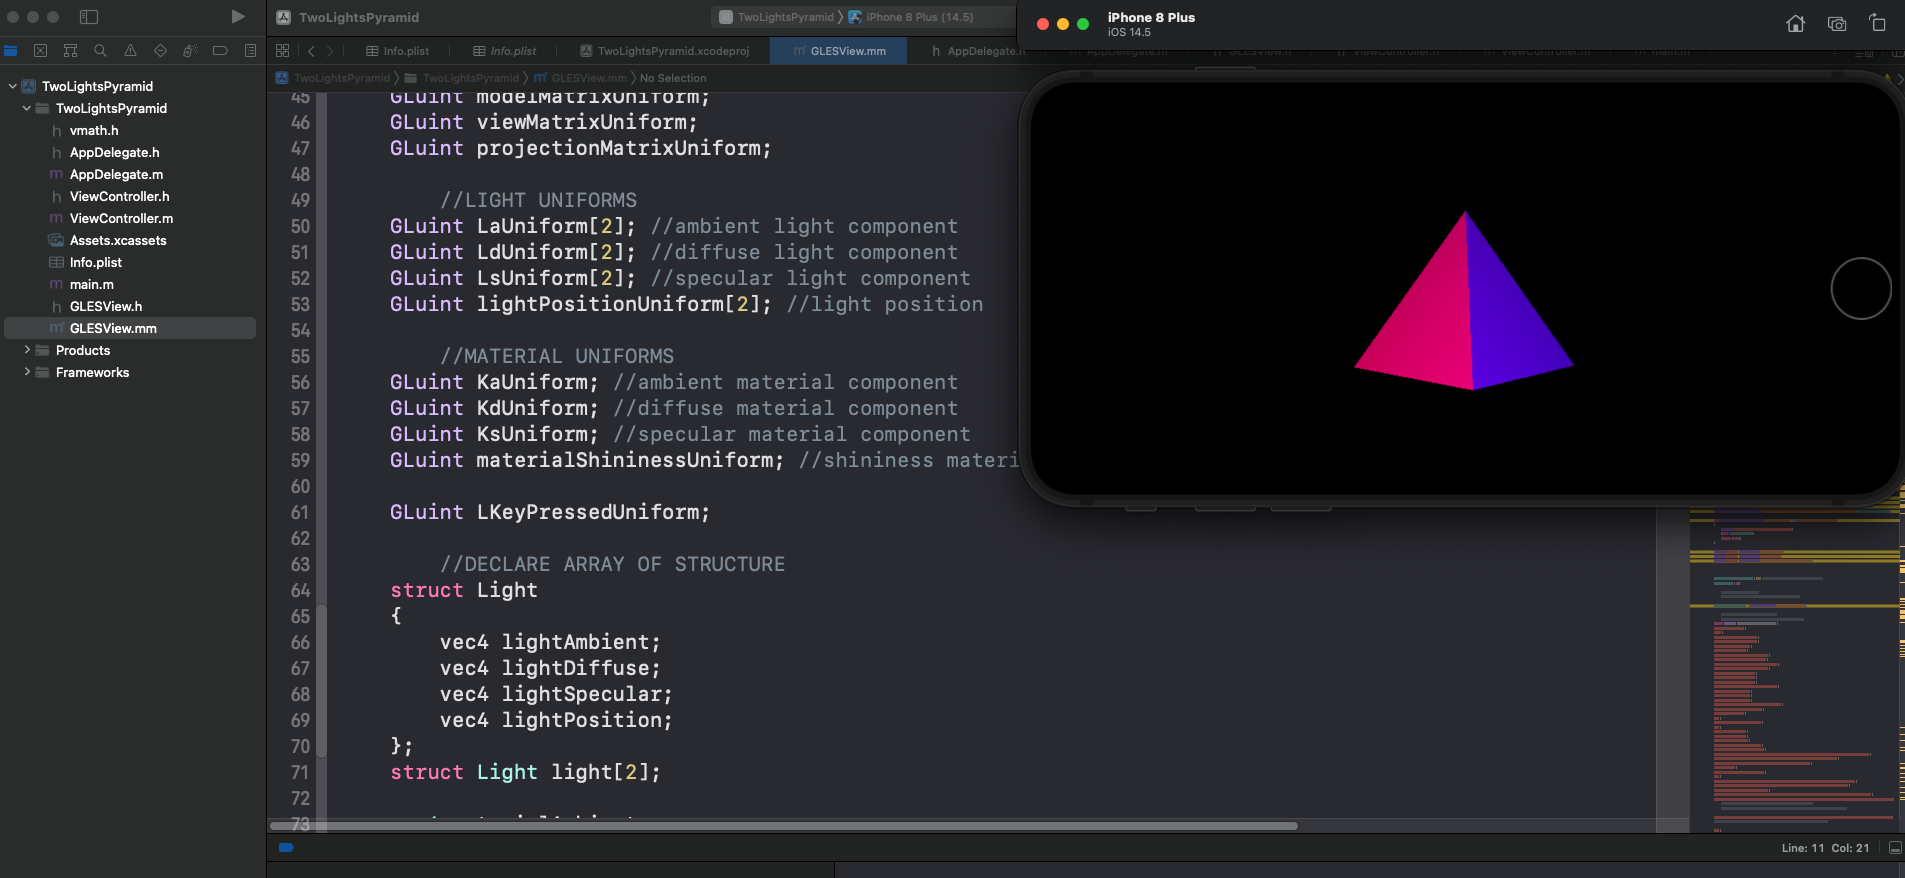 TwoLightsPyramid
TwoLightsPyramid
iPhone 8 Plus (14.5)
iPhone 8 Plus
iOS 14.5
Info.plist
Info.plist
TwoLightsPyramid.xcodeproj
GLESView.mm
AppDelegate.h
TwoLightsPyramid
TwoLightsPyramid
GLESView.mm
No Selection
TwoLightsPyramid
TwoLightsPyramid
h vmath.h
h AppDelegate.h
m AppDelegate.m
h ViewController.h
m ViewController.m
Assets.xcassets
Info.plist
m main.m
h GLESView.h
m GLESView.mm
Products
Frameworks
45 GLuint modelMatrixUniform;
46 GLuint viewMatrixUniform;
47 GLuint projectionMatrixUniform;
48
49 //LIGHT UNIFORMS
50 GLuint LaUniform[2]; //ambient light component
51 GLuint LdUniform[2]; //diffuse light component
52 GLuint LsUniform[2]; //specular light component
53 GLuint lightPositionUniform[2]; //light position
54
55 //MATERIAL UNIFORMS
56 GLuint KaUniform; //ambient material component
57 GLuint KdUniform; //diffuse material component
58 GLuint KsUniform; //specular material component
59 GLuint materialShininessUniform; //shininess materi
60
61 GLuint LKeyPressedUniform;
62
63 //DECLARE ARRAY OF STRUCTURE
64 struct Light
65 {
66 vec4 lightAmbient;
67 vec4 lightDiffuse;
68 vec4 lightSpecular;
69 vec4 lightPosition;
70 };
71 struct Light light[2];
72
73
Line: 11 Col: 21